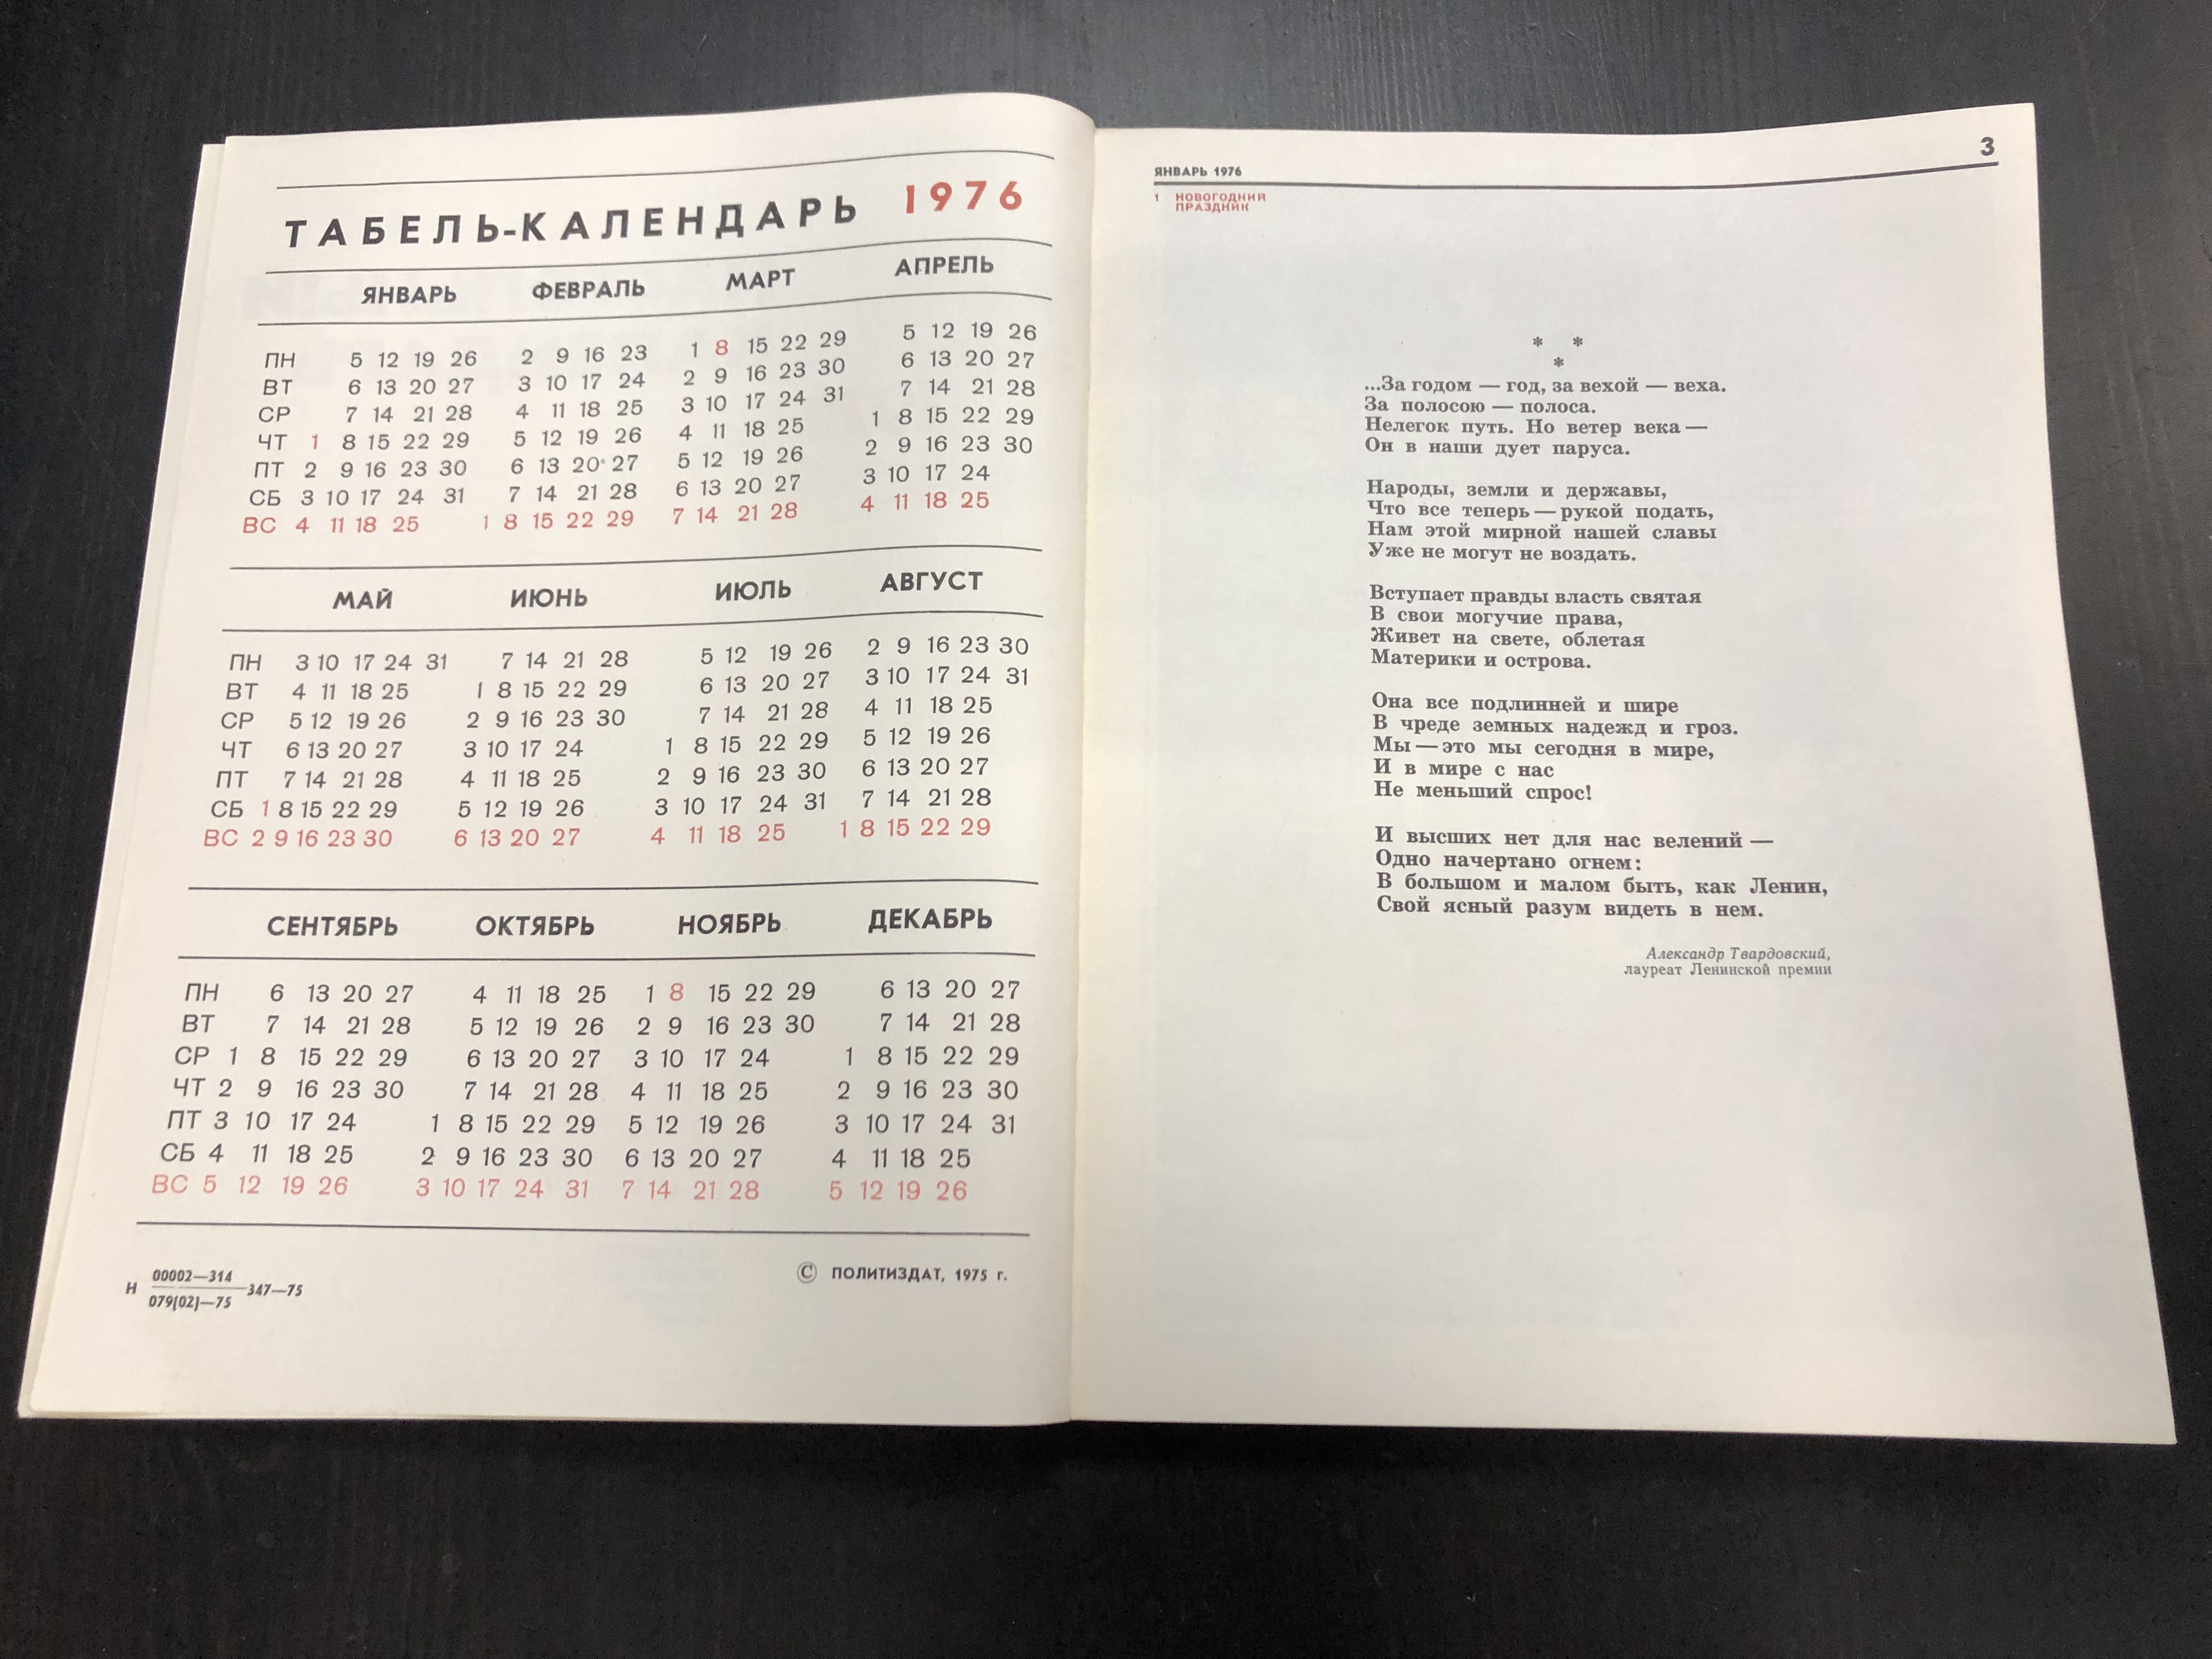 ТАБЕЛЬ-КАЛЕНДАРЬ 1976
ЯНВАРЬ ФЕВРАЛЬ МАРТ АПРЕЛЬ
ПН 5 12 19 26 2 9 16 23 1 8 15 22 29 5 12 19 26
ВТ 6 13 20 27 3 10 17 24 2 9 16 23 30 6 13 20 27
СР 7 14 21 28 4 11 18 25 3 10 17 24 31 7 14 21 28
ЧТ 1 8 15 22 29 5 12 19 26 4 11 18 25 1 8 15 22 29
ПТ 2 9 16 23 30 6 13 20 27 5 12 19 26 2 9 16 23 30
СБ 3 10 17 24 31 7 14 21 28 6 13 20 27 3 10 17 24
ВС 4 11 18 25 1 8 15 22 29 7 14 21 28 4 11 18 25
МАЙ ИЮНЬ ИЮЛЬ АВГУСТ
ПН 3 10 17 24 31 7 14 21 28 5 12 19 26 2 9 16 23 30
ВТ 4 11 18 25 1 8 15 22 29 6 13 20 27 3 10 17 24 31
СР 5 12 19 26 2 9 16 23 30 7 14 21 28 4 11 18 25
ЧТ 6 13 20 27 3 10 17 24 1 8 15 22 29 5 12 19 26
ПТ 7 14 21 28 4 11 18 25 2 9 16 23 30 6 13 20 27
СБ 1 8 15 22 29 5 12 19 26 3 10 17 24 31 7 14 21 28
ВС 2 9 16 23 30 6 13 20 27 4 11 18 25 1 8 15 22 29
СЕНТЯБРЬ ОКТЯБРЬ НОЯБРЬ ДЕКАБРЬ
ПН 6 13 20 27 4 11 18 25 1 8 15 22 29 6 13 20 27
ВТ 7 14 21 28 5 12 19 26 2 9 16 23 30 7 14 21 28
СР 1 8 15 22 29 6 13 20 27 3 10 17 24 1 8 15 22 29
ЧТ 2 9 16 23 30 7 14 21 28 4 11 18 25 2 9 16 23 30
ПТ 3 10 17 24 1 8 15 22 29 5 12 19 26 3 10 17 24 31
СБ 4 11 18 25 2 9 16 23 30 6 13 20 27 4 11 18 25
ВС 5 12 19 26 3 10 17 24 31 7 14 21 28 5 12 19 26
Н 00002—314
079(02)—75 347—75
© ПОЛИТИЗДАТ, 1975 г.
3
ЯНВАРЬ 1976
1 НОВОГОДНИЙ
ПРАЗДНИК
* *
*
...За годом — год, за вехой — веха.
За полосою — полоса.
Нелегок путь. Но ветер века —
Он в наши дует паруса.
Народы, земли и державы,
Что все теперь — рукой подать,
Нам этой мирной нашей славы
Уже не могут не воздать.
Вступает правды власть святая
В свои могучие права,
Живет на свете, облетая
Материки и острова.
Она все подлинней и шире
В чреде земных надежд и гроз.
Мы — это мы сегодня в мире,
И в мире с нас
Не меньший спрос!
И высших нет для нас велений —
Одно начертано огнем:
В большом и малом быть, как Ленин,
Свой ясный разум видеть в нем.
Александр Твардовский,
лауреат Ленинской премии